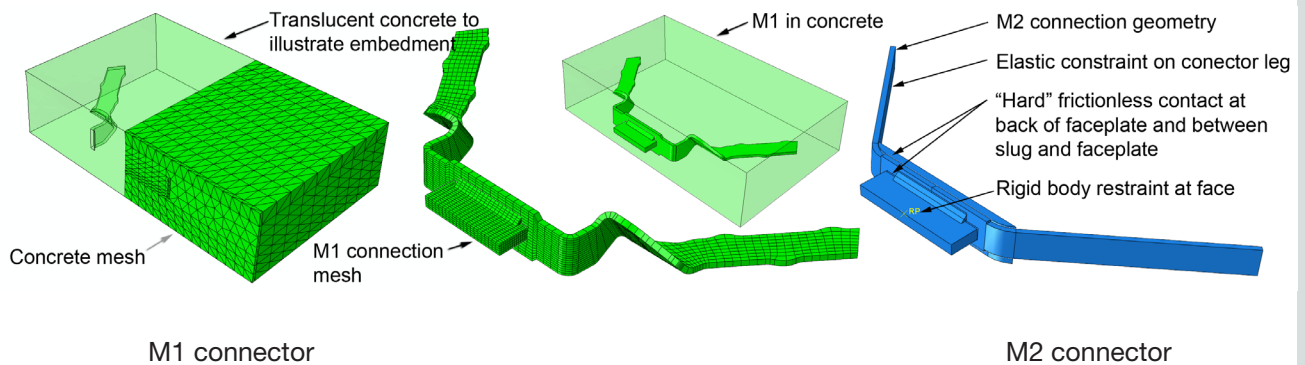 Translucent concrete to
illustrate embedment
Concrete mesh
M1 connection
mesh
M1 in concrete
M2 connection geometry
Elastic constraint on conector leg
“Hard” frictionless contact at
back of faceplate and between
slug and faceplate
Rigid body restraint at face
RP
M1 connector
M2 connector